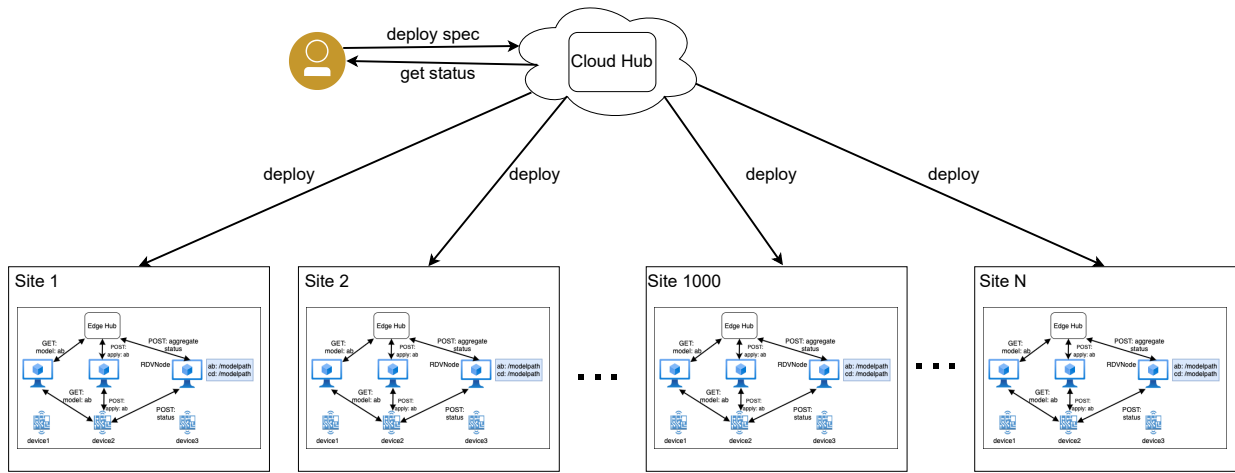 deploy spec
get status
Cloud Hub
deploy
deploy
deploy
deploy
Site 1
Edge Hub
GET:
model: ab
POST:
apply: ab
POST: aggregate
status
RDVNode
ab: /modelpath
cd: /modelpath
GET:
model: ab
POST:
apply: ab
POST:
status
device1
device2
device3
Site 2
Edge Hub
GET:
model: ab
POST:
apply: ab
POST: aggregate
status
RDVNode
ab: /modelpath
cd: /modelpath
GET:
model: ab
POST:
apply: ab
POST:
status
device1
device2
device3
...
Site 1000
Edge Hub
GET:
model: ab
POST:
apply: ab
POST: aggregate
status
RDVNode
ab: /modelpath
cd: /modelpath
GET:
model: ab
POST:
apply: ab
POST:
status
device1
device2
device3
...
Site N
Edge Hub
GET:
model: ab
POST:
apply: ab
POST: aggregate
status
RDVNode
ab: /modelpath
cd: /modelpath
GET:
model: ab
POST:
apply: ab
POST:
status
device1
device2
device3